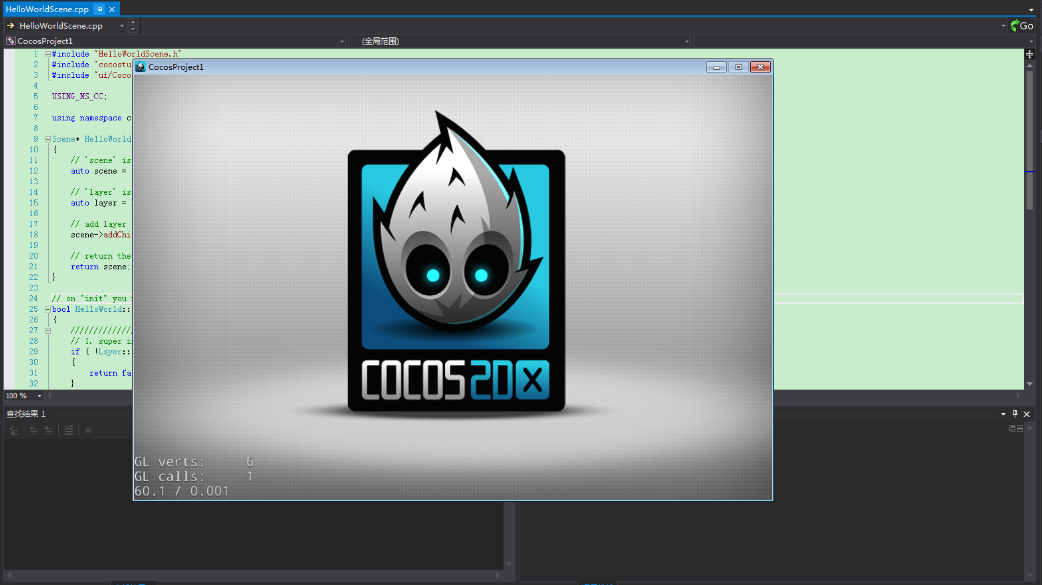 HelloWorldScene.cpp
HelloWorldScene.cpp
Go
CocosProject1
(全局范围)
1 #include "HelloWorldScene.h"
2 #include "cocostu
3 #include "ui/Coco
4
5 USING_NS_CC;
6
7 using namespace c
8
9 Scene* HelloWorld
10 {
11 // 'scene' is
12 auto scene =
13
14 // 'layer' is
15 auto layer =
16
17 // add layer
18 scene->addChi
19
20 // return the
21 return scene;
22 }
23
24 // on "init" you
25 bool HelloWorld::
26 {
27 /////////////
28 // 1. super i
29 if ( !Layer::
30 {
31 return fa
32 }
100 %
CocosProject1
COCOS2DX
GL verts: 6
GL calls: 1
60.1 / 0.001
查找结果 1
语言